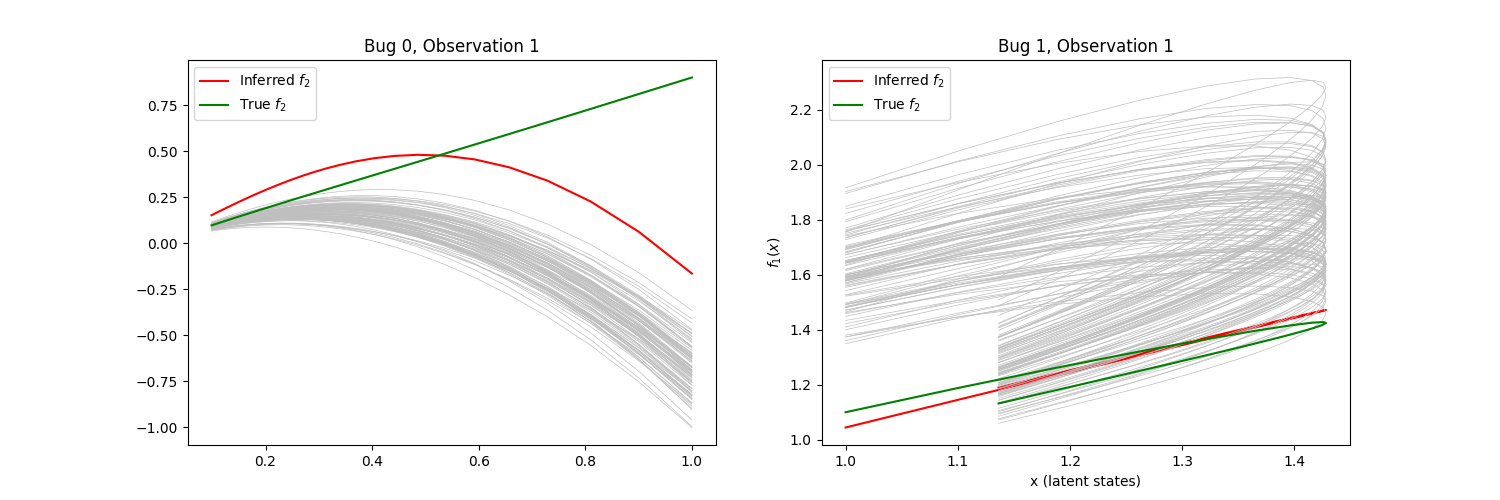 Bug 0, Observation 1
Inferred f₂
True f₂
0.75
0.50
0.25
0.00
−0.25
−0.50
−0.75
−1.00
0.2 0.4 0.6 0.8 1.0
Bug 1, Observation 1
Inferred f₂
True f₂
f₁(x)
2.2
2.0
1.8
1.6
1.4
1.2
1.0
1.0 1.1 1.2 1.3 1.4
x (latent states)